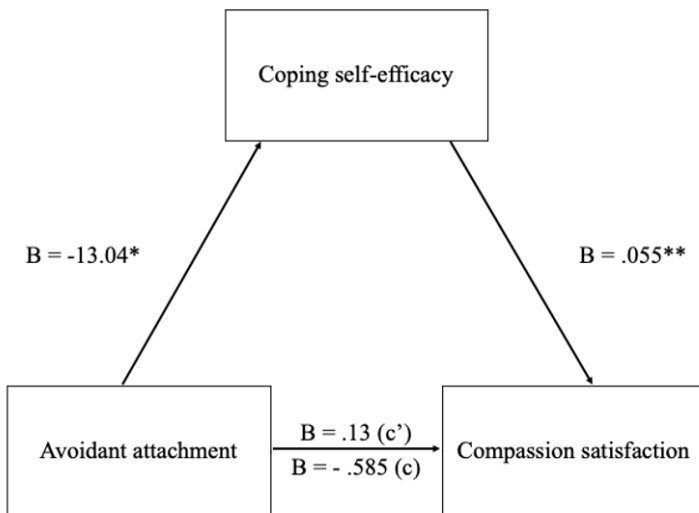 Coping self-efficacy
B = -13.04*
B = .055**
Avoidant attachment
B = .13 (c’)
B = - .585 (c)
Compassion satisfaction